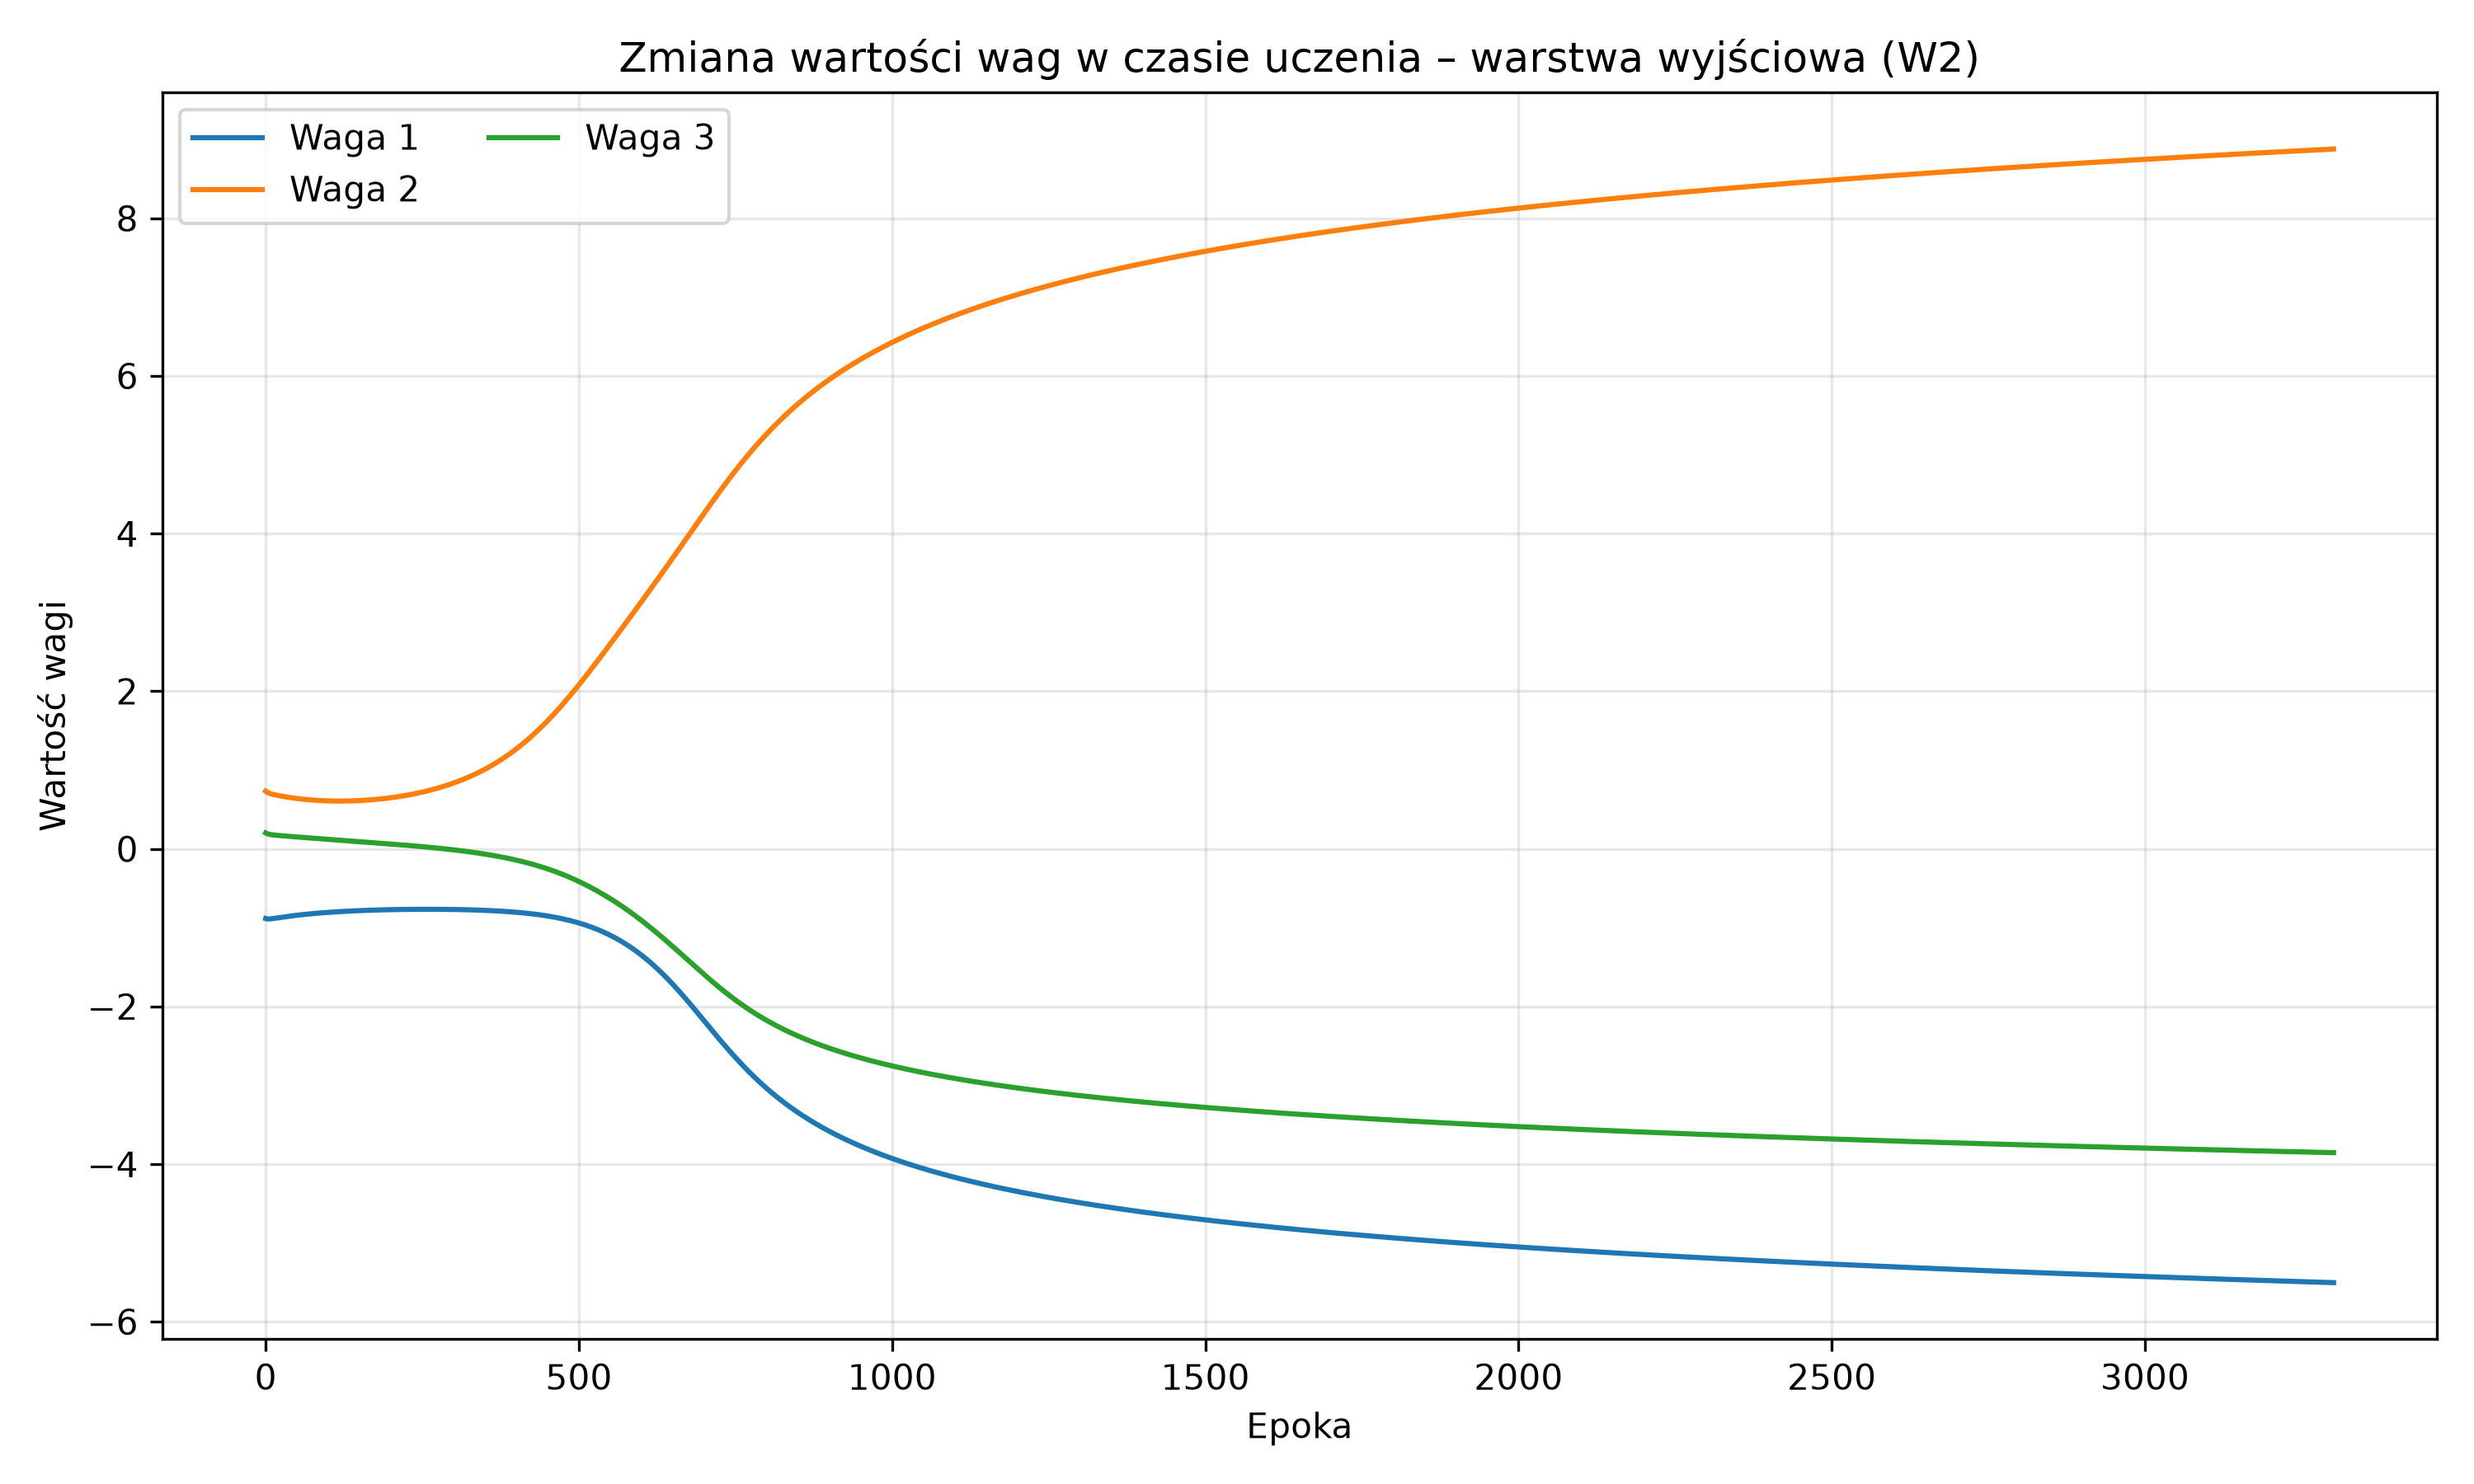 Zmiana wartości wag w czasie uczenia – warstwa wyjściowa (W2)
Waga 1
Waga 2
Waga 3
Wartość wagi
8
6
4
2
0
−2
−4
−6
0 500 1000 1500 2000 2500 3000
Epoka